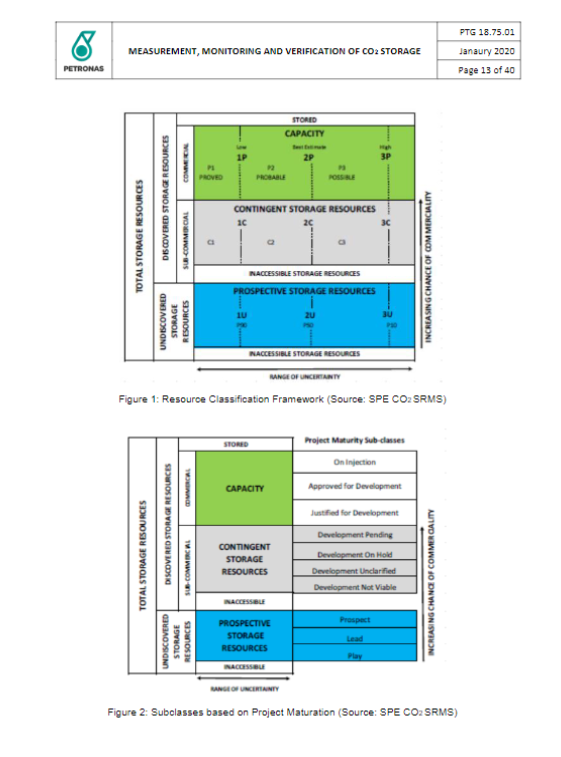 PETRONAS
MEASUREMENT, MONITORING AND VERIFICATION OF CO2 STORAGE
PTG 18.75.01
Janaury 2020
Page 13 of 40
STORED
CAPACITY
Low
Best Estimate
High
1P
2P
3P
P1
P2
P3
PROVED
PROBABLE
POSSIBLE
CONTINGENT STORAGE RESOURCES
1C
2C
3C
C1
C2
C3
INACCESSIBLE STORAGE RESOURCES
PROSPECTIVE STORAGE RESOURCES
1U
2U
3U
P90
P50
P10
INACCESSIBLE STORAGE RESOURCES
TOTAL STORAGE RESOURCES
DISCOVERED STORAGE RESOURCES
UNDISCOVERED
STORAGE
RESOURCES
COMMERCIAL
SUB-COMMERCIAL
INCREASING CHANCE OF COMMERCIALITY
RANGE OF UNCERTAINTY
Figure 1: Resource Classification Framework (Source: SPE CO2 SRMS)
STORED
Project Maturity Sub-classes
CAPACITY
On Injection
Approved for Development
Justified for Development
CONTINGENT
STORAGE
RESOURCES
Development Pending
Development On Hold
Development Unclarified
Development Not Viable
INACCESSIBLE
PROSPECTIVE
STORAGE
RESOURCES
Prospect
Lead
Play
INACCESSIBLE
TOTAL STORAGE RESOURCES
DISCOVERED STORAGE RESOURCES
UNDISCOVERED
STORAGE
RESOURCES
COMMERCIAL
SUB-COMMERCIAL
INCREASING CHANCE OF COMMERCIALITY
RANGE OF UNCERTAINTY
Figure 2: Subclasses based on Project Maturation (Source: SPE CO2 SRMS)